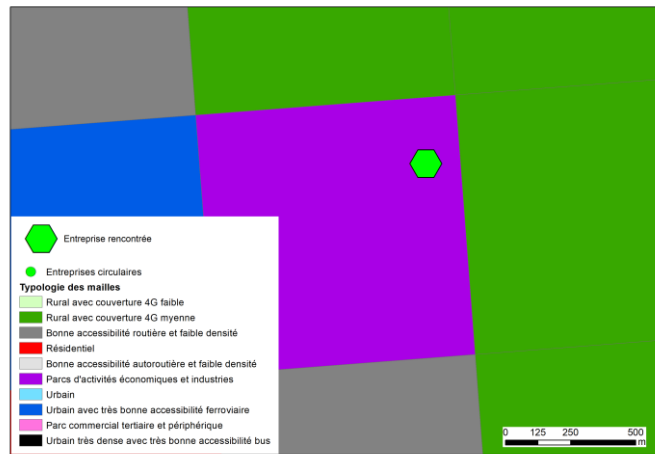 Entreprise rencontrée
Entreprises circulaires
Typologie des mailles
Rural avec couverture 4G faible
Rural avec couverture 4G myenne
Bonne accessibilité routière et faible densité
Résidentiel
Bonne accessibilité autoroutière et faible densité
Parcs d'activités économiques et industries
Urbain
Urbain avec très bonne accessibilité ferroviaire
Parc commercial tertiaire et périphérique
Urbain très dense avec très bonne accessibilité bus
0 125 250 500
m